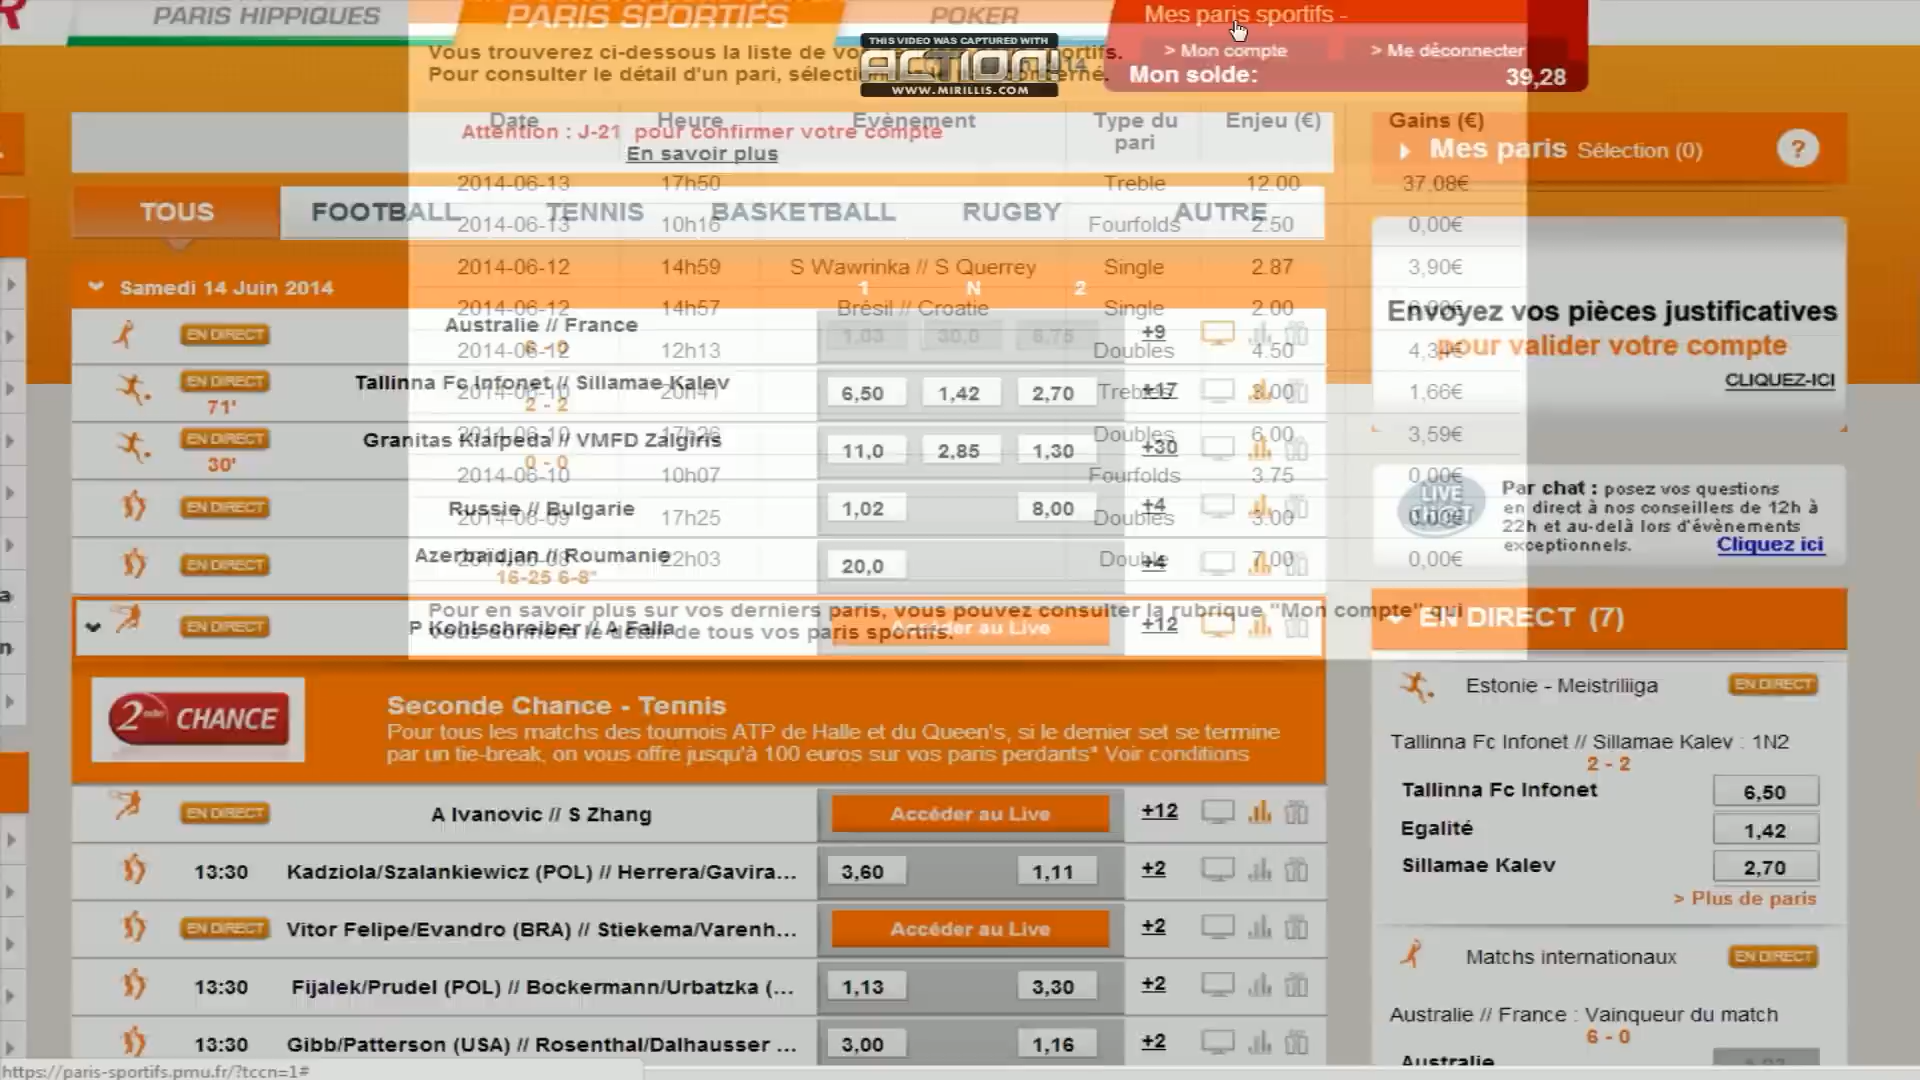 PARIS HIPPIQUES
PARIS SPORTIFS
POKER
Mes paris sportifs -
> Mon compte
> Me déconnecter
Mon solde:
39,28
THIS VIDEO WAS CAPTURED WITH
ACTION!
WWW.MIRILLIS.COM
Vous trouverez ci-dessous la liste de
Pour consulter le détail d'un pari,
Date
Heure
Evènement
Type du pari
Enjeu (€)
Gains (€)
Attention : J-21 pour confirmer votre compte
En savoir plus
Mes paris Sélection (0)
?
2014-06-13 17h50 Treble 12.00 37,08€
TOUS
FOOTBALL
TENNIS
BASKETBALL
RUGBY
AUTRE
2014-06-13 10h16 Fourfolds 2.50 0,00€
2014-06-12 14h59 S Wawrinka // S Querrey Single 2.87 3,90€
Samedi 14 Juin 2014
1 N 2
14h57 Brésil // Croatie Single 2.00
Envoyez vos pièces justificatives
pour valider votre compte
CLIQUEZ-ICI
EN DIRECT Australie // France 1,03 30,0 6,75 +9
12h13 Doubles 4.50
EN DIRECT Tallinna Fc Infonet // Sillamae Kalev 6,50 1,42 2,70 +17
71' 2 - 2
20h41 1,66€
EN DIRECT Granitas Klaipeda // VMFD Zalgiris 11,0 2,85 1,30 +30
30' 0 - 0
Doubles 6.00 3,59€
2014-06-10 10h07 Fourfolds 3.75 0,00€
EN DIRECT Russie // Bulgarie 1,02 8,00 +4
2014-06-09 17h25 Doubles 3.00 0,00€
EN DIRECT Azerbaïdjan // Roumanie 20,0 +4
16-25 6-8"
22h03 7.00 0,00€
LIVE CHAT
Par chat : posez vos questions
en direct à nos conseillers de 12h à
22h et au-delà lors d'évènements
exceptionnels.
Cliquez ici
Pour en savoir plus sur vos derniers paris, vous pouvez consulter la rubrique "Mon compte" qui
détail de tous vos paris sportifs.
EN DIRECT P Kohlschreiber // A Falla Accéder au Live +12
2nde CHANCE
Seconde Chance - Tennis
Pour tous les matchs des tournois ATP de Halle et du Queen's, si le dernier set se termine
par un tie-break, on vous offre jusqu'à 100 euros sur vos paris perdants* Voir conditions
EN DIRECT A Ivanovic // S Zhang Accéder au Live +12
13:30 Kadziola/Szalankiewicz (POL) // Herrera/Gavira... 3,60 1,11 +2
EN DIRECT Vitor Felipe/Evandro (BRA) // Stiekema/Varenh... Accéder au Live +2
13:30 Fijalek/Prudel (POL) // Bockermann/Urbatzka (... 1,13 3,30 +2
13:30 Gibb/Patterson (USA) // Rosenthal/Dalhausser ... 3,00 1,16 +2
EN DIRECT (7)
Estonie - Meistriliiga EN DIRECT
Tallinna Fc Infonet // Sillamae Kalev : 1N2
2 - 2
Tallinna Fc Infonet 6,50
Egalité 1,42
Sillamae Kalev 2,70
> Plus de paris
Matchs internationaux EN DIRECT
Australie // France : Vainqueur du match
6 - 0
Australie
https://paris-sportifs.pmu.fr/?tccn=1#